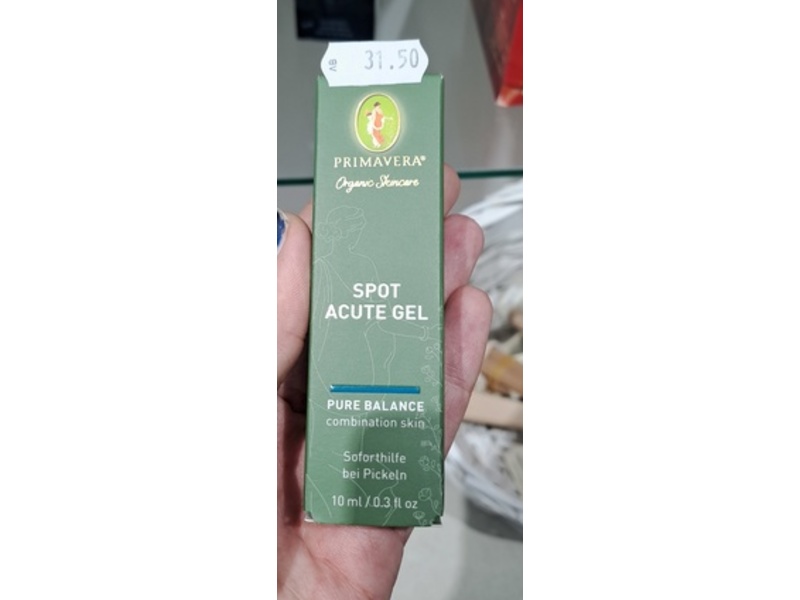 AB 31.50
PRIMAVERA®
Organic Skincare
SPOT
ACUTE GEL
PURE BALANCE
combination skin
Soforthilfe
bei Pickeln
10 ml / 0.3 fl oz